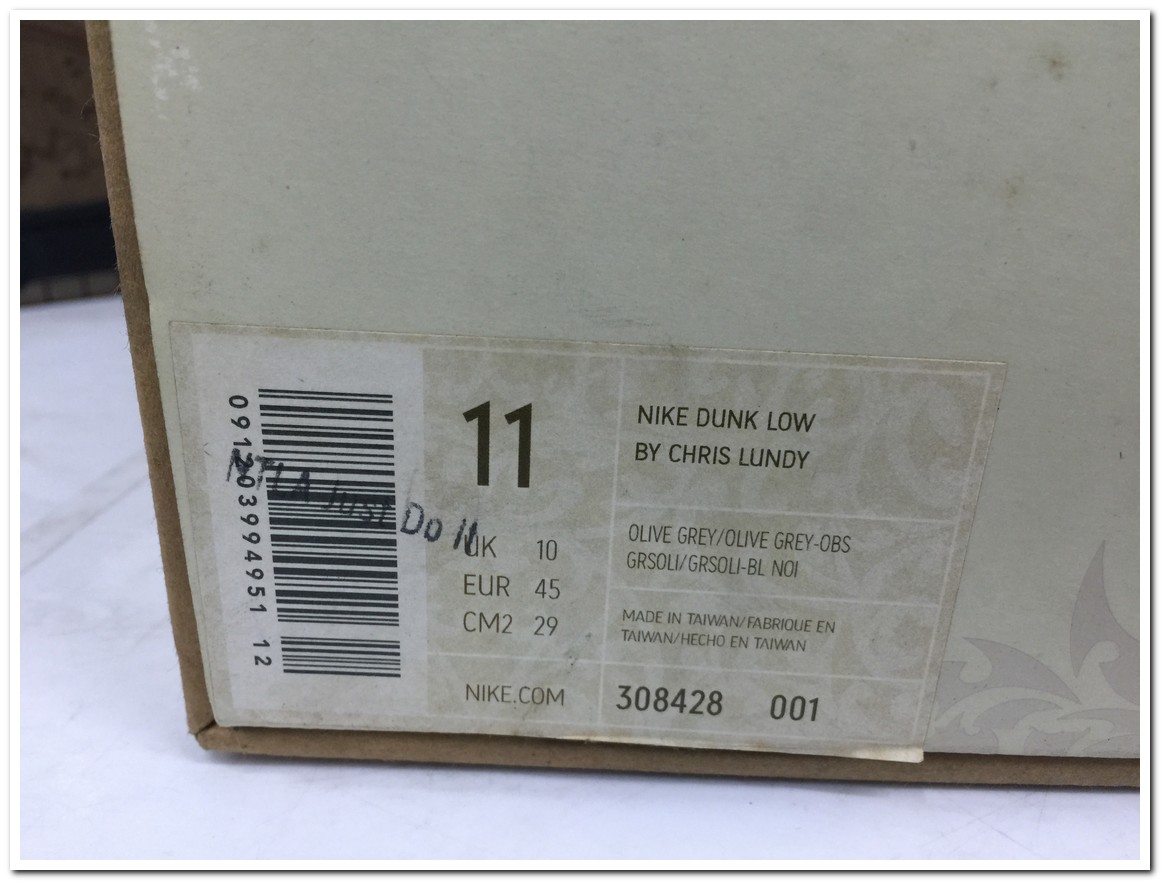 091203994951 12
Just Do It
11
UK 10
EUR 45
CM2 29
NIKE.COM
NIKE DUNK LOW
BY CHRIS LUNDY
OLIVE GREY/OLIVE GREY-OBS
GRSOLI/GRSOLI-BL NOI
MADE IN TAIWAN/FABRIQUE EN
TAIWAN/HECHO EN TAIWAN
308428 001